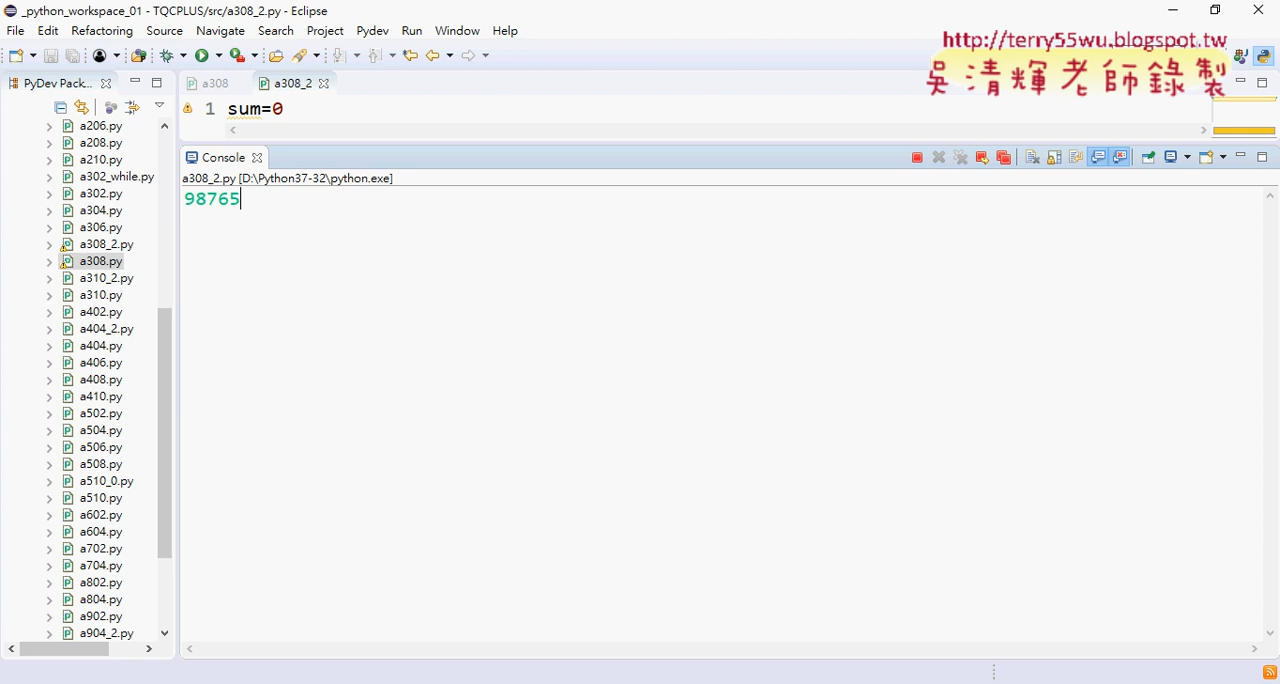 _python_workspace_01 - TQCPLUS/src/a308_2.py - Eclipse
File Edit Refactoring Source Navigate Search Project Pydev Run Window Help
http://terry55wu.blogspot.tw
吳清輝老師錄製
PyDev Pack...
a308
a308_2
1 sum=0
a206.py
a208.py
a210.py
a302_while.py
a302.py
a304.py
a306.py
a308_2.py
a308.py
a310_2.py
a310.py
a402.py
a404_2.py
a404.py
a406.py
a408.py
a410.py
a502.py
a504.py
a506.py
a508.py
a510_0.py
a510.py
a602.py
a604.py
a702.py
a704.py
a802.py
a804.py
a902.py
a904_2.py
Console
a308_2.py [D:\Python37-32\python.exe]
98765